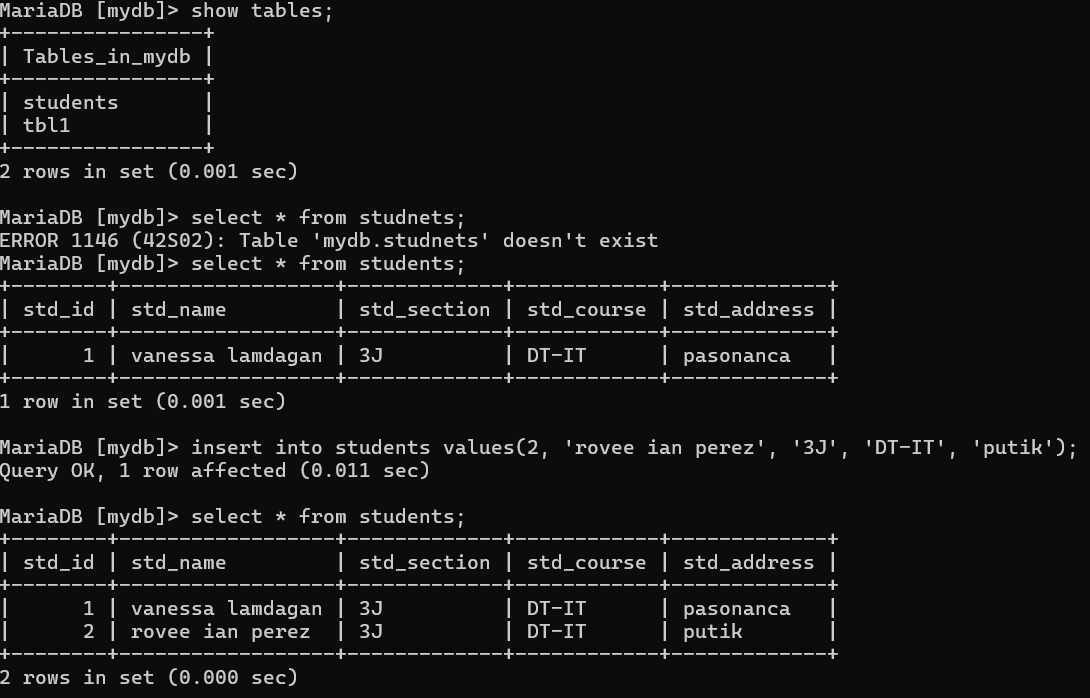 MariaDB [mydb]> show tables;
+----------------+
| Tables_in_mydb |
+----------------+
| students       |
| tbl1           |
+----------------+
2 rows in set (0.001 sec)

MariaDB [mydb]> select * from studnets;
ERROR 1146 (42S02): Table 'mydb.studnets' doesn't exist
MariaDB [mydb]> select * from students;
+--------+------------------+-------------+------------+-------------+
| std_id | std_name         | std_section | std_course | std_address |
+--------+------------------+-------------+------------+-------------+
|      1 | vanessa lamdagan | 3J          | DT-IT      | pasonanca   |
+--------+------------------+-------------+------------+-------------+
1 row in set (0.001 sec)

MariaDB [mydb]> insert into students values(2, 'rovee ian perez', '3J', 'DT-IT', 'putik');
Query OK, 1 row affected (0.011 sec)

MariaDB [mydb]> select * from students;
+--------+------------------+-------------+------------+-------------+
| std_id | std_name         | std_section | std_course | std_address |
+--------+------------------+-------------+------------+-------------+
|      1 | vanessa lamdagan | 3J          | DT-IT      | pasonanca   |
|      2 | rovee ian perez  | 3J          | DT-IT      | putik       |
+--------+------------------+-------------+------------+-------------+
2 rows in set (0.000 sec)